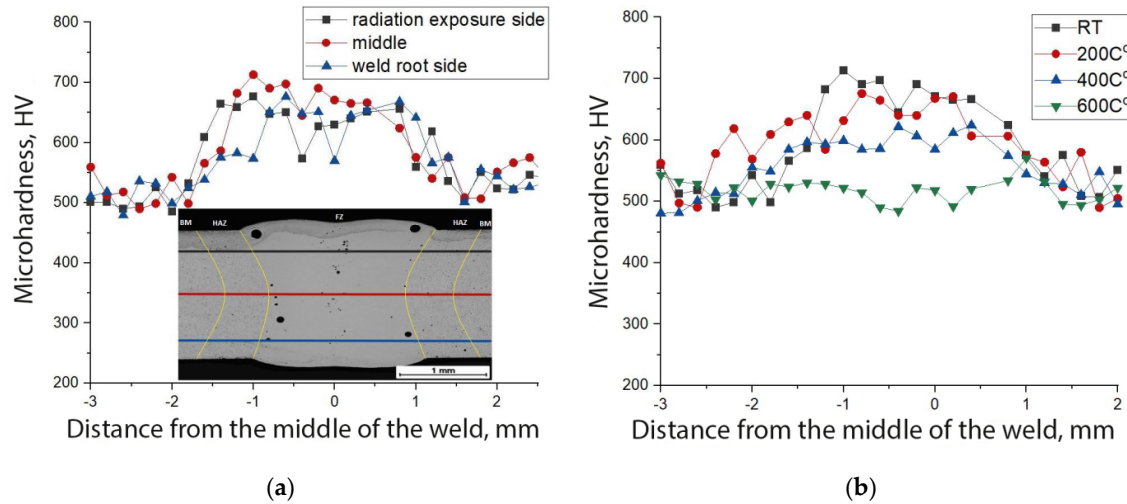 800
700
600
500
400
300
200
Microhardness, HV
radiation exposure side
middle
weld root side
BM
HAZ
FZ
HAZ
BM
1 mm
-3
-2
-1
0
1
2
Distance from the middle of the weld, mm
(a)
800
700
600
500
400
300
200
Microhardness, HV
RT
200C°
400C°
600C°
-3
-2
-1
0
1
2
Distance from the middle of the weld, mm
(b)